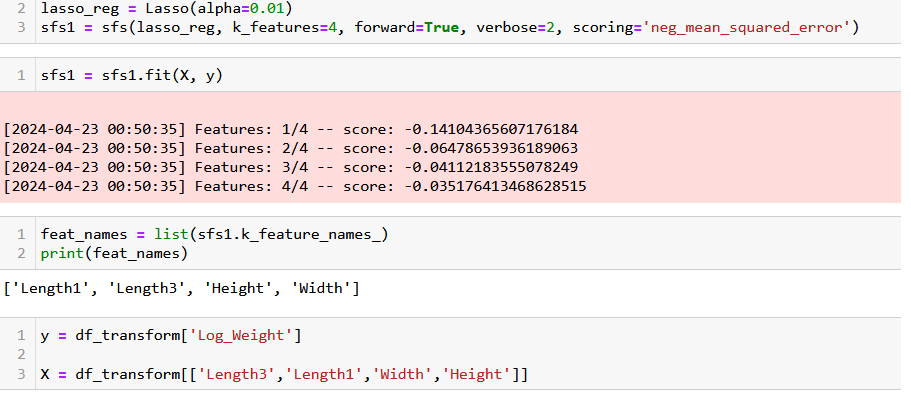 2 lasso_reg = Lasso(alpha=0.01)
3 sfs1 = sfs(lasso_reg, k_features=4, forward=True, verbose=2, scoring='neg_mean_squared_error')
1 sfs1 = sfs1.fit(X, y)
[2024-04-23 00:50:35] Features: 1/4 -- score: -0.14104365607176184
[2024-04-23 00:50:35] Features: 2/4 -- score: -0.06478653936189063
[2024-04-23 00:50:35] Features: 3/4 -- score: -0.04112183555078249
[2024-04-23 00:50:35] Features: 4/4 -- score: -0.035176413468628515
1 feat_names = list(sfs1.k_feature_names_)
2 print(feat_names)
['Length1', 'Length3', 'Height', 'Width']
1 y = df_transform['Log_Weight']
2
3 X = df_transform[['Length3','Length1','Width','Height']]